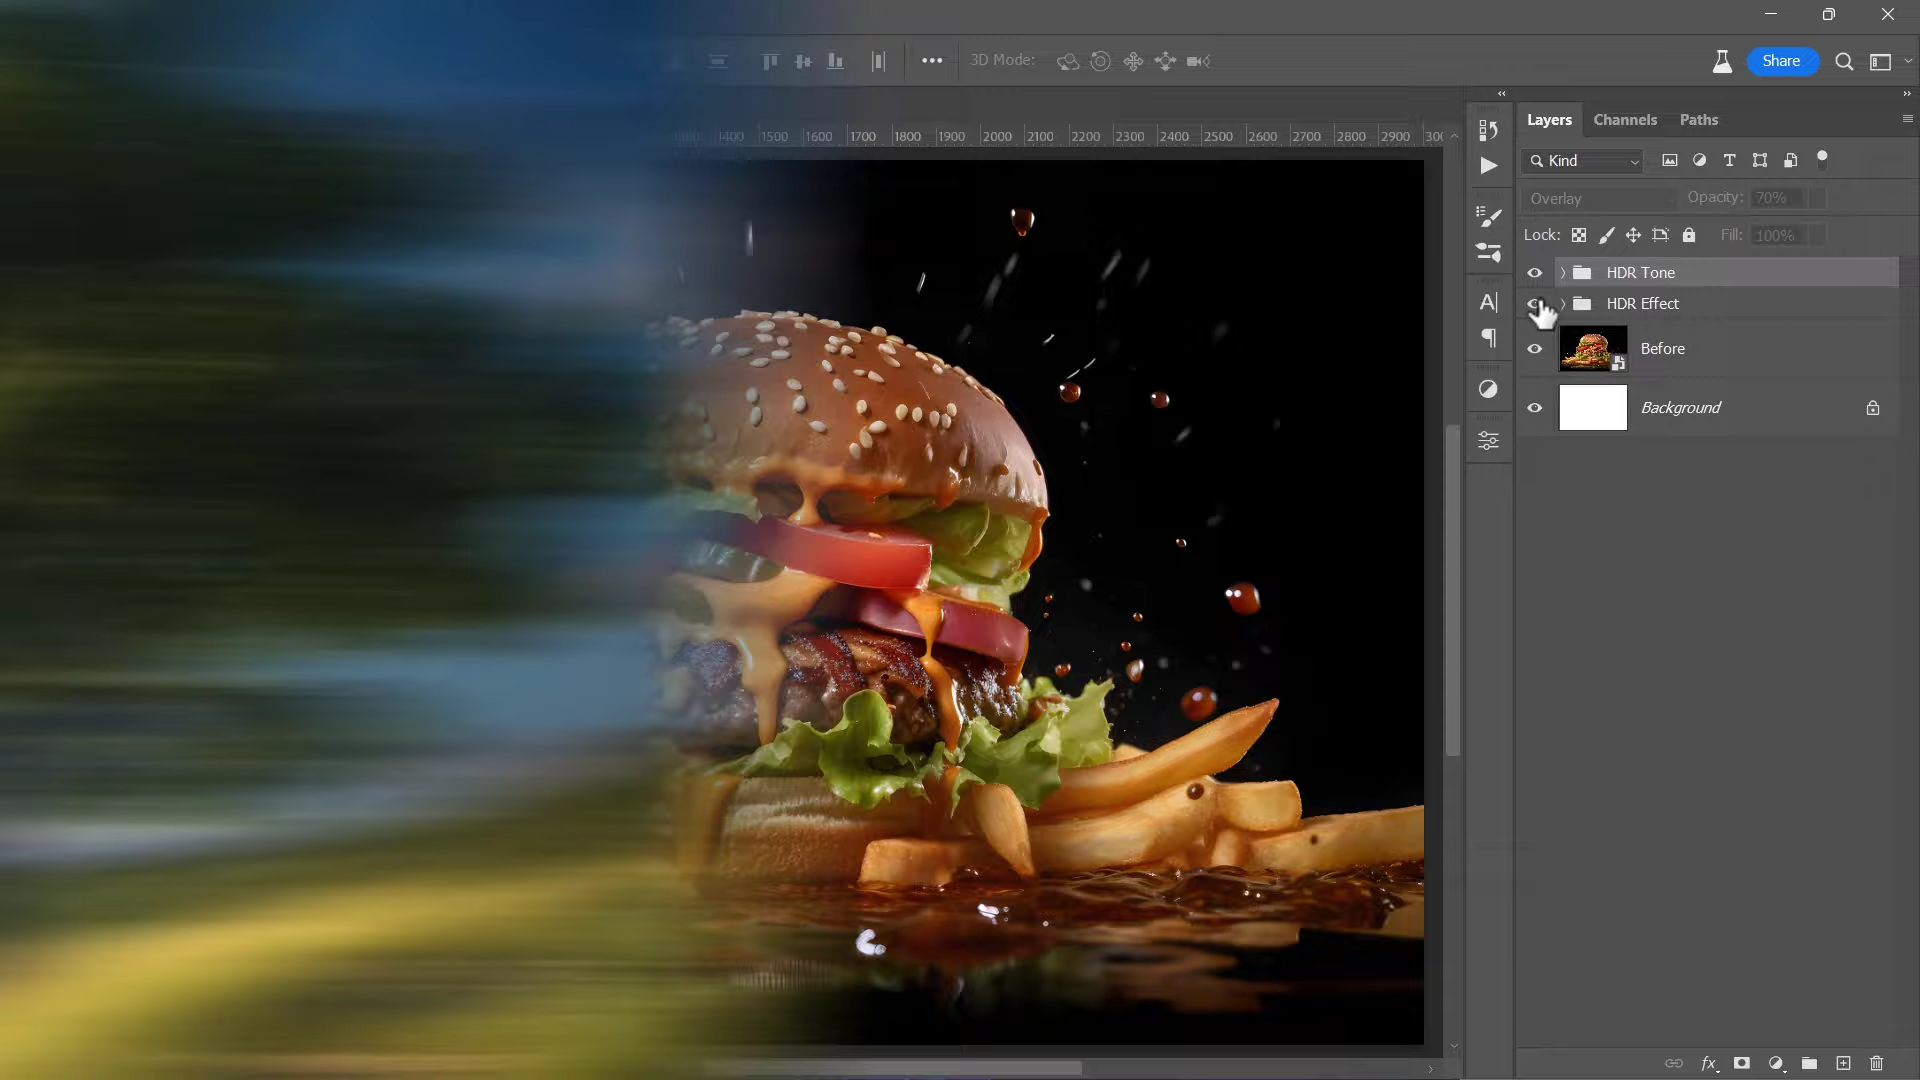 3D Mode:
Share
1400 1500 1600 1700 1800 1900 2000 2100 2200 2300 2400 2500 2600 2700 2800 2900
Layers Channels Paths
Kind
Overlay Opacity: 70%
Lock: Fill: 100%
HDR Tone
HDR Effect
Before
Background
fx